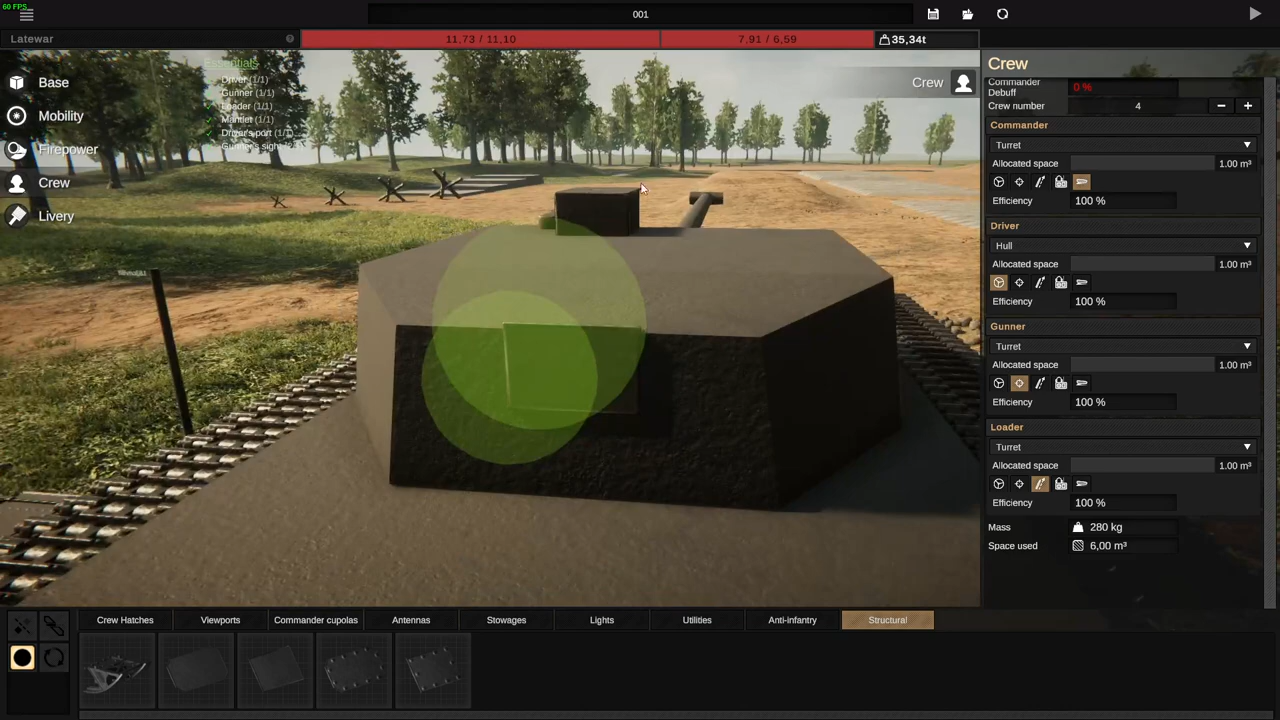 60 FPS
001
Latewar
?
11,73 / 11,10
7,91 / 6,59
35,34t
Essentials
Driver (1/1)
Gunner (1/1)
Loader (1/1)
Mantlet (1/1)
Driver's port (1/1)
Gunner's sight
Base
Mobility
Firepower
Crew
Livery
Crew
Crew
Commander Debuff
0 %
Crew number
4
Commander
Turret
Allocated space
1.00 m³
Efficiency
100 %
Driver
Hull
Allocated space
1.00 m³
Efficiency
100 %
Gunner
Turret
Allocated space
1.00 m³
Efficiency
100 %
Loader
Turret
Allocated space
1.00 m³
Efficiency
100 %
Mass
280 kg
Space used
6,00 m³
Crew Hatches
Viewports
Commander cupolas
Antennas
Stowages
Lights
Utilities
Anti-infantry
Structural